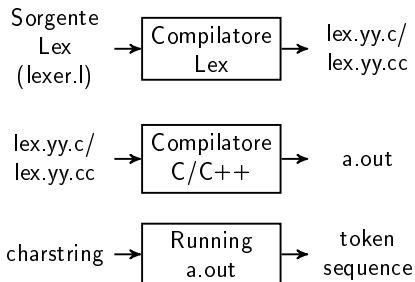 Sorgente
Lex
(lexer.l)
Compilatore
Lex
lex.yy.c/
lex.yy.cc
lex.yy.c/
lex.yy.cc
Compilatore
C/C++
a.out
charstring
Running
a.out
token
sequence